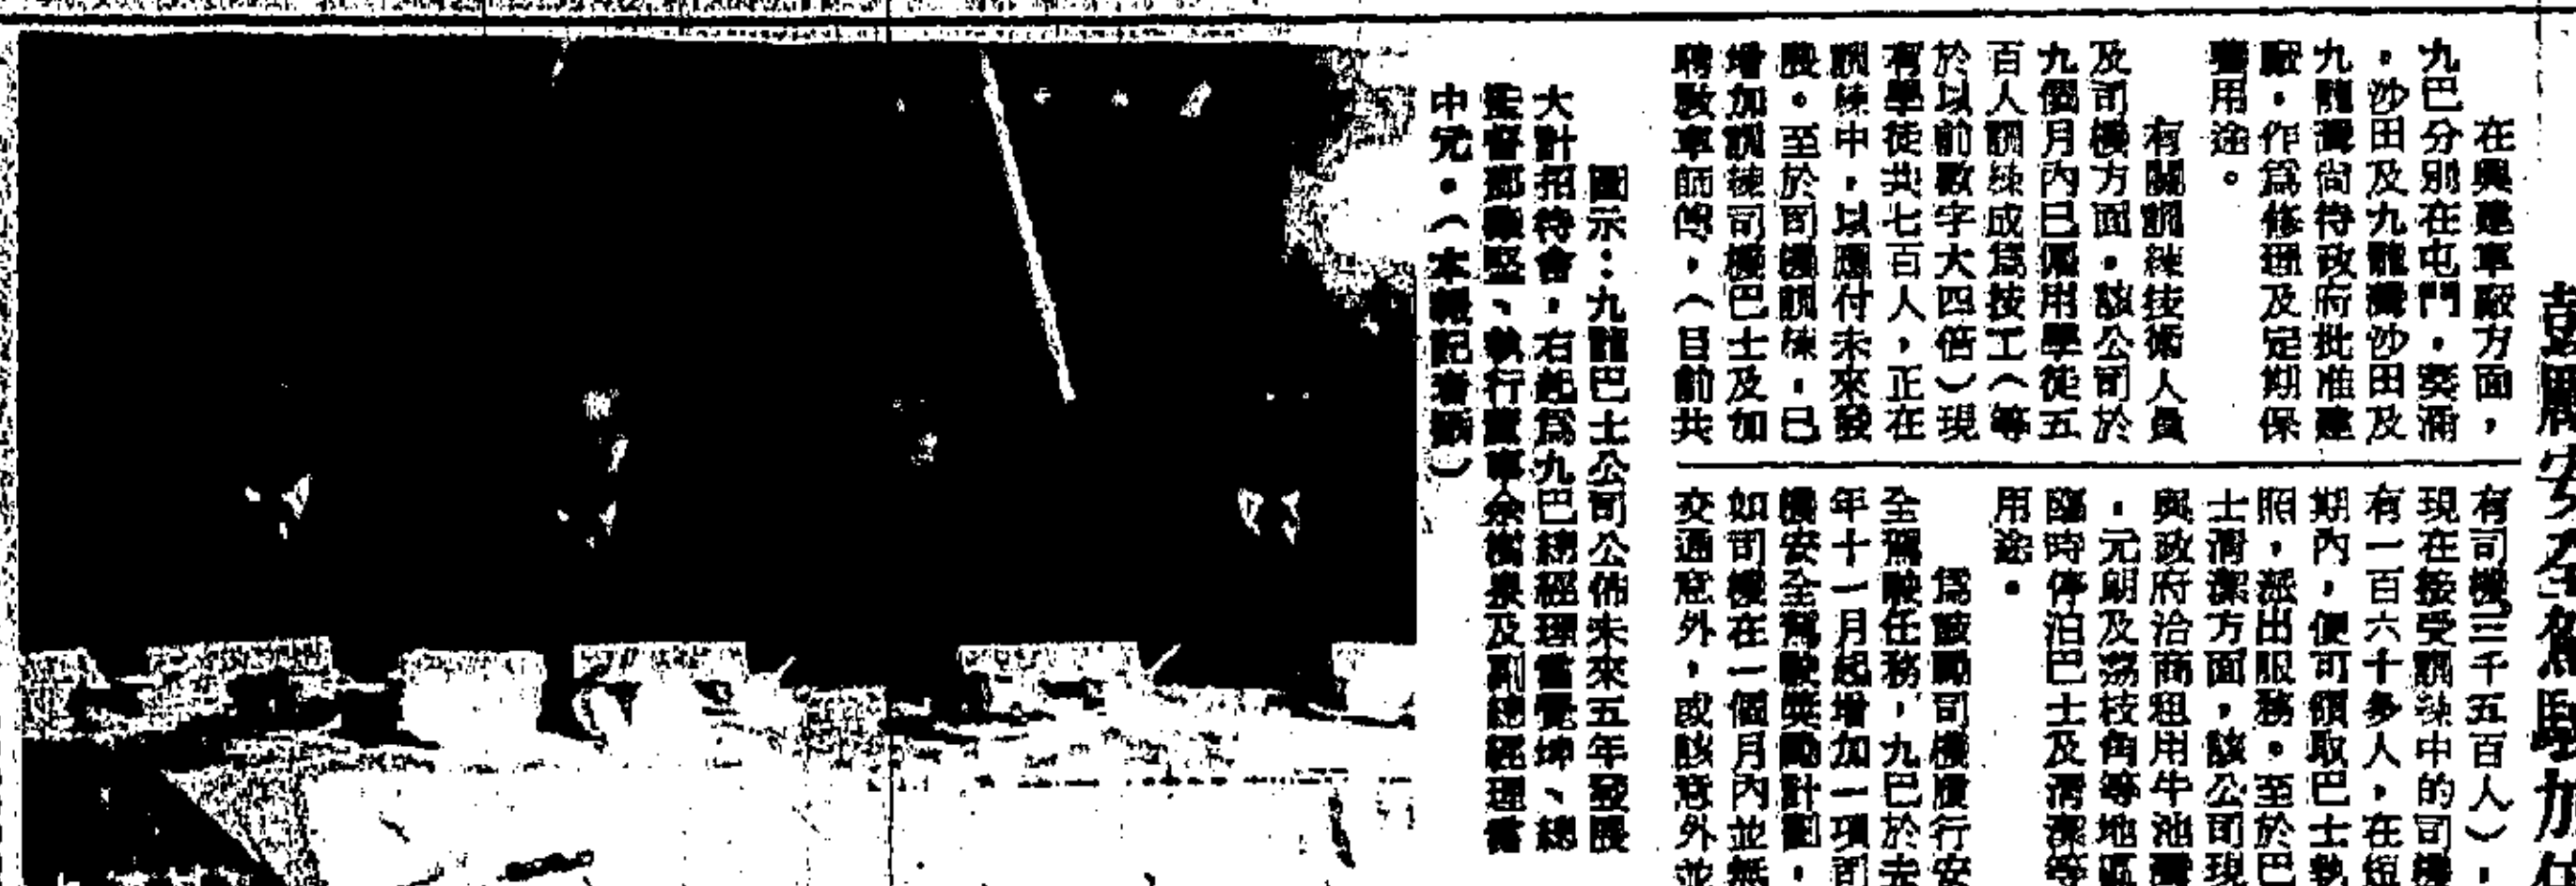 鼓勵安全駕駛加
在興建車廠方面，
九巴分別在屯門，葵涌
，沙田及九龍灣沙田及
九龍灣尚待政府批准建
廠，作為修理及定期保
養用途。
有關訓練技術人員
及司機方面，該公司於
九個月內已僱用學徒五
百人訓練成為技工（等
於以前數字大四倍）現
有學徒共七百人，正在
訓練中，以應付未來發
展。至於司機訓練，已
增加訓練司機巴士及加
聘教車師傅，（目前共
有司機三千五百人），
現在接受訓練中的司機
有一百六十多人，在短
期內，便可領取巴士執
照，派出服務。至於巴
士清潔方面，該公司現
與政府洽商租用牛池灣
，元朗及荔枝角等地區
臨時停泊巴士及清潔等
用途。
為鼓勵司機履行安
全駕駛任務，九巴於去
年十一月起增加一項司
機安全駕駛獎勵計劃，
如司機在一個月內並無
交通意外，或該意外並
圖示：九龍巴士公司公佈未來五年發展
大計招待會，右起為九巴總經理雷覺坤、總
監督鄧顯堅、執行董事余 及副總經理雷
中元。（本報記者攝）